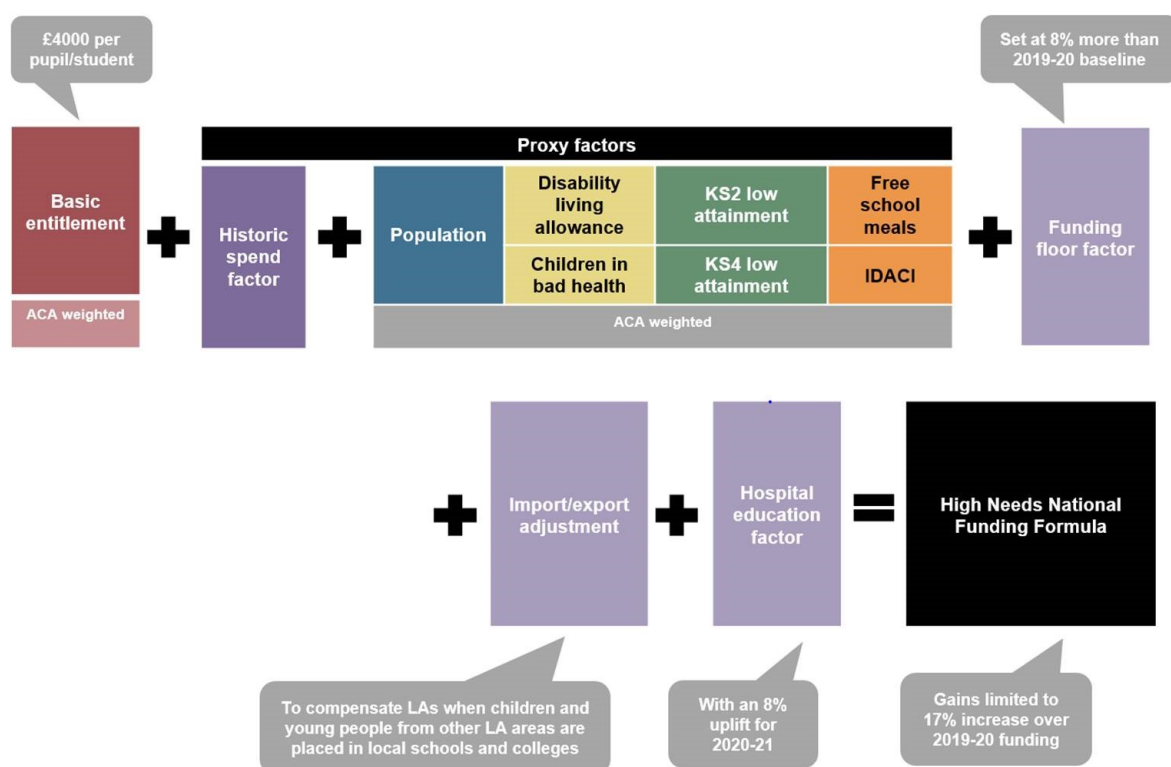 £4000 per
pupil/student
Set at 8% more than
2019-20 baseline
Basic
entitlement
ACA weighted
Proxy factors
Historic
spend
factor
Population
Disability
living
allowance
KS2 low
attainment
Free
school
meals
Children in
bad health
KS4 low
attainment
IDACI
ACA weighted
Funding
floor factor
Import/export
adjustment
Hospital
education
factor
High Needs National
Funding Formula
To compensate LAs when children and
young people from other LA areas are
placed in local schools and colleges
With an 8%
uplift for
2020-21
Gains limited to
17% increase over
2019-20 funding